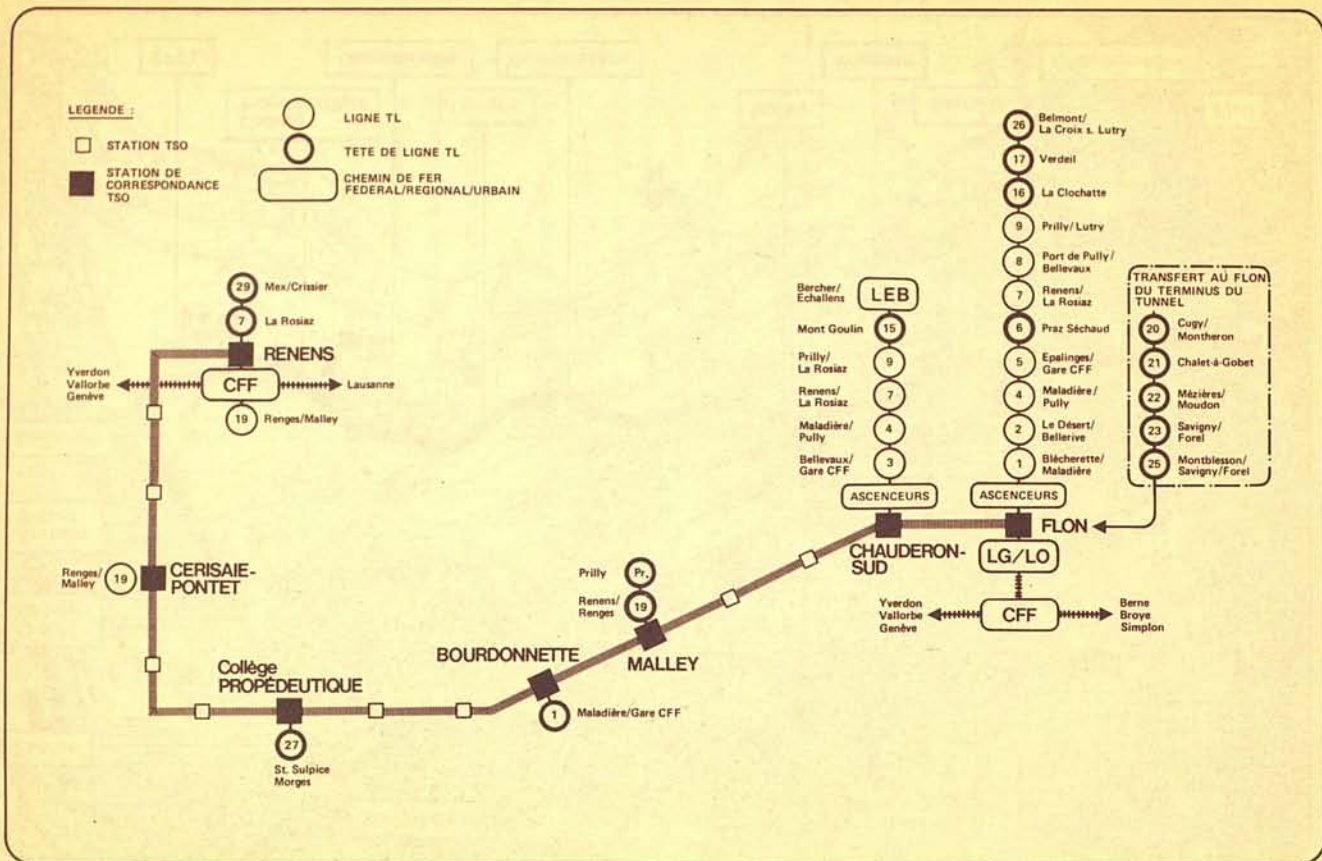 LEGENDE :
STATION TSO
STATION DE
CORRESPONDANCE
TSO
LIGNE TL
TETE DE LIGNE TL
CHEMIN DE FER
FEDERAL/REGIONAL/URBAIN
29 Mex/Crissier
7 La Rosiaz
RENENS
Yverdon
Vallorbe
Genève
CFF
Lausanne
19 Renges/Malley
Renges/
Malley
19
CERISAIE-
PONTET
Collège
PROPÉDEUTIQUE
27
St. Sulpice
Morges
BOURDONNETTE
1 Maladière/Gare CFF
Prilly Pr.
Renens/
Renges
19
MALLEY
Bercher/
Echallens
LEB
Mont Goulin 15
Prilly/
La Rosiaz
9
Renens/
La Rosiaz
7
Maladière/
Pully
4
Bellevaux/
Gare CFF
3
ASCENCEURS
CHAUDERON-
SUD
26 Belmont/
La Croix s. Lutry
17 Verdeil
16 La Clochatte
9 Prilly/Lutry
8 Port de Pully/
Bellevaux
7 Renens/
La Rosiaz
6 Praz Séchaud
5 Epalinges/
Gare CFF
4 Maladière/
Pully
2 Le Désert/
Bellerive
1 Blécherette/
Maladière
ASCENCEURS
FLON
LG/LO
Yverdon
Vallorbe
Genève
CFF
Berne
Broye
Simplon
TRANSFERT AU FLON
DU TERMINUS DU
TUNNEL
20 Cugy/
Montheron
21 Chalet-à-Gobet
22 Mézières/
Moudon
23 Savigny/
Forel
25 Montblesson/
Savigny/Forel